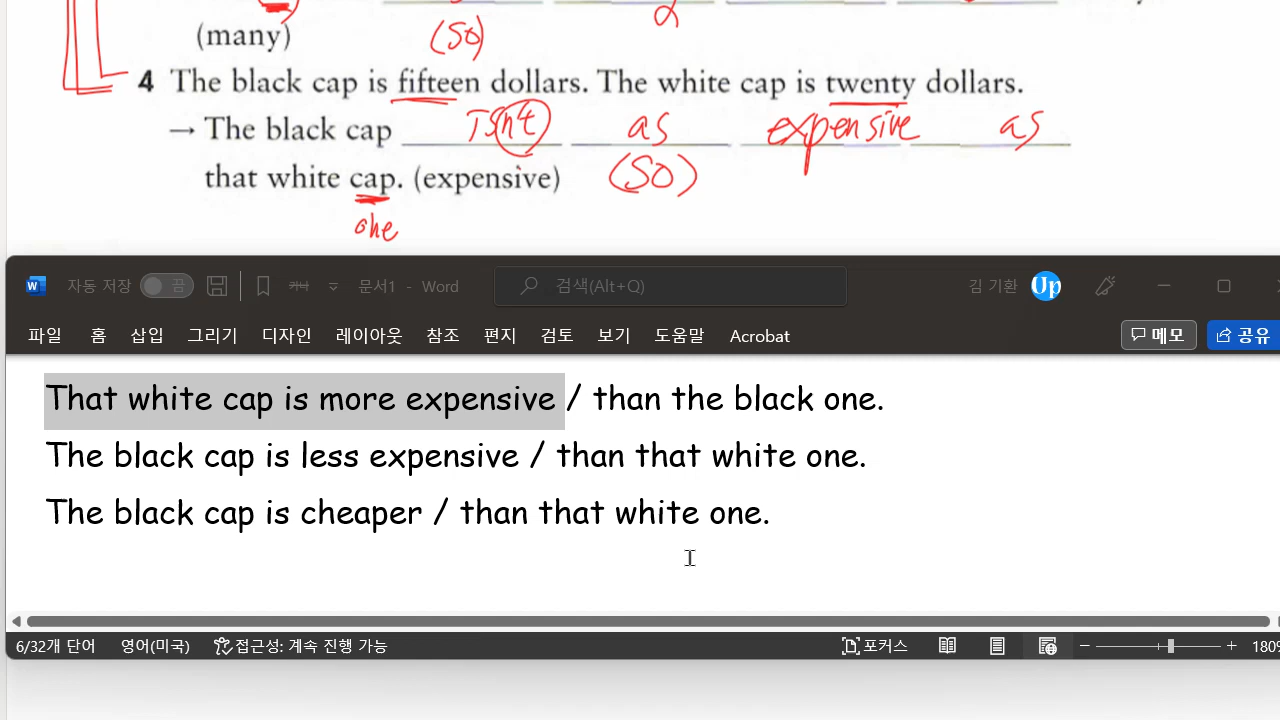 (many)
(so)
4 The black cap is fifteen dollars. The white cap is twenty dollars.
→ The black cap isn't as expensive as
that white cap. (expensive) (so)
one
자동 저장 끔 가나 문서1 - Word 검색(Alt+Q) 김 기환 Up
파일 홈 삽입 그리기 디자인 레이아웃 참조 편지 검토 보기 도움말 Acrobat 메모 공유
That white cap is more expensive / than the black one.
The black cap is less expensive / than that white one.
The black cap is cheaper / than that white one.
6/32개 단어 영어(미국) 접근성: 계속 진행 가능 포커스 180%